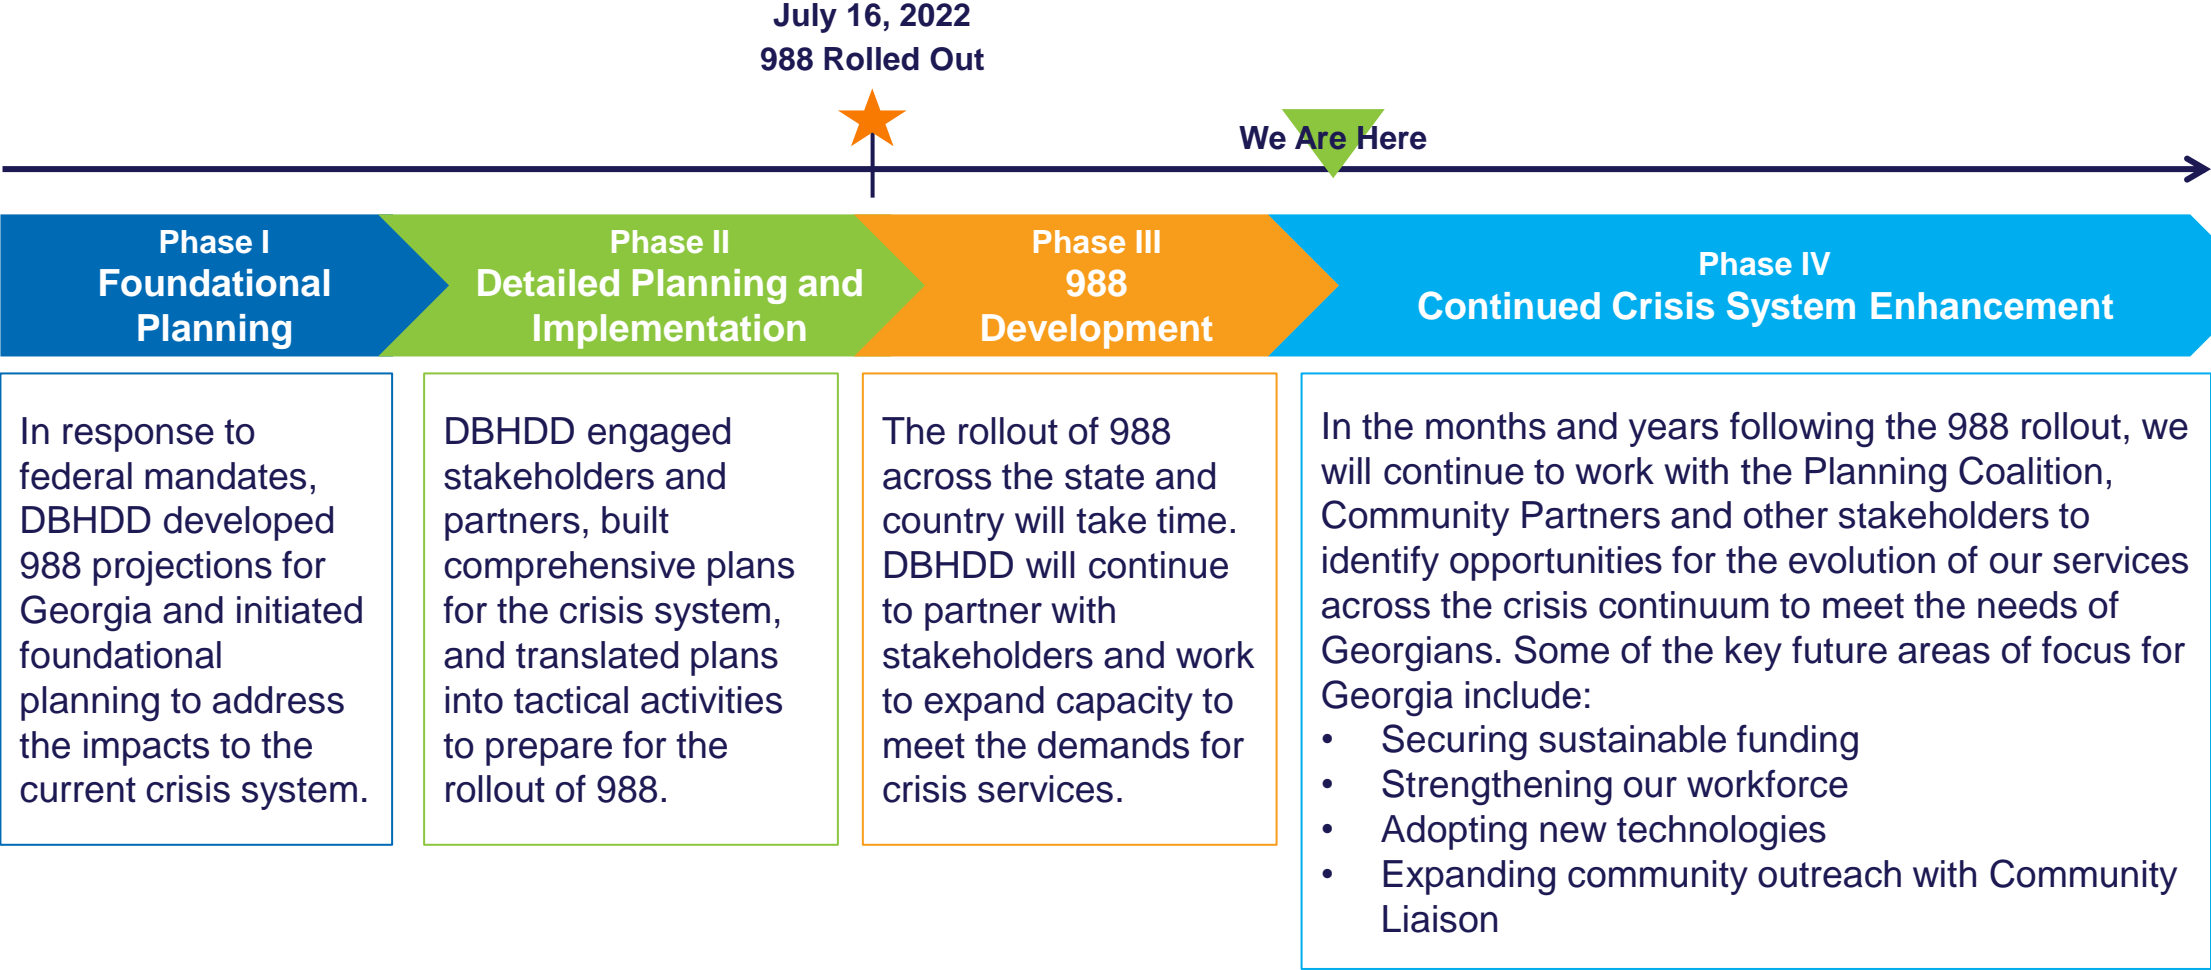 July 16, 2022
988 Rolled Out
We Are Here
Phase I
Foundational
Planning
Phase II
Detailed Planning and
Implementation
Phase III
988
Development
Phase IV
Continued Crisis System Enhancement
In response to
federal mandates,
DBHDD developed
988 projections for
Georgia and initiated
foundational
planning to address
the impacts to the
current crisis system.
DBHDD engaged
stakeholders and
partners, built
comprehensive plans
for the crisis system,
and translated plans
into tactical activities
to prepare for the
rollout of 988.
The rollout of 988
across the state and
country will take time.
DBHDD will continue
to partner with
stakeholders and work
to expand capacity to
meet the demands for
crisis services.
In the months and years following the 988 rollout, we
will continue to work with the Planning Coalition,
Community Partners and other stakeholders to
identify opportunities for the evolution of our services
across the crisis continuum to meet the needs of
Georgians. Some of the key future areas of focus for
Georgia include:
• Securing sustainable funding
• Strengthening our workforce
• Adopting new technologies
• Expanding community outreach with Community
Liaison